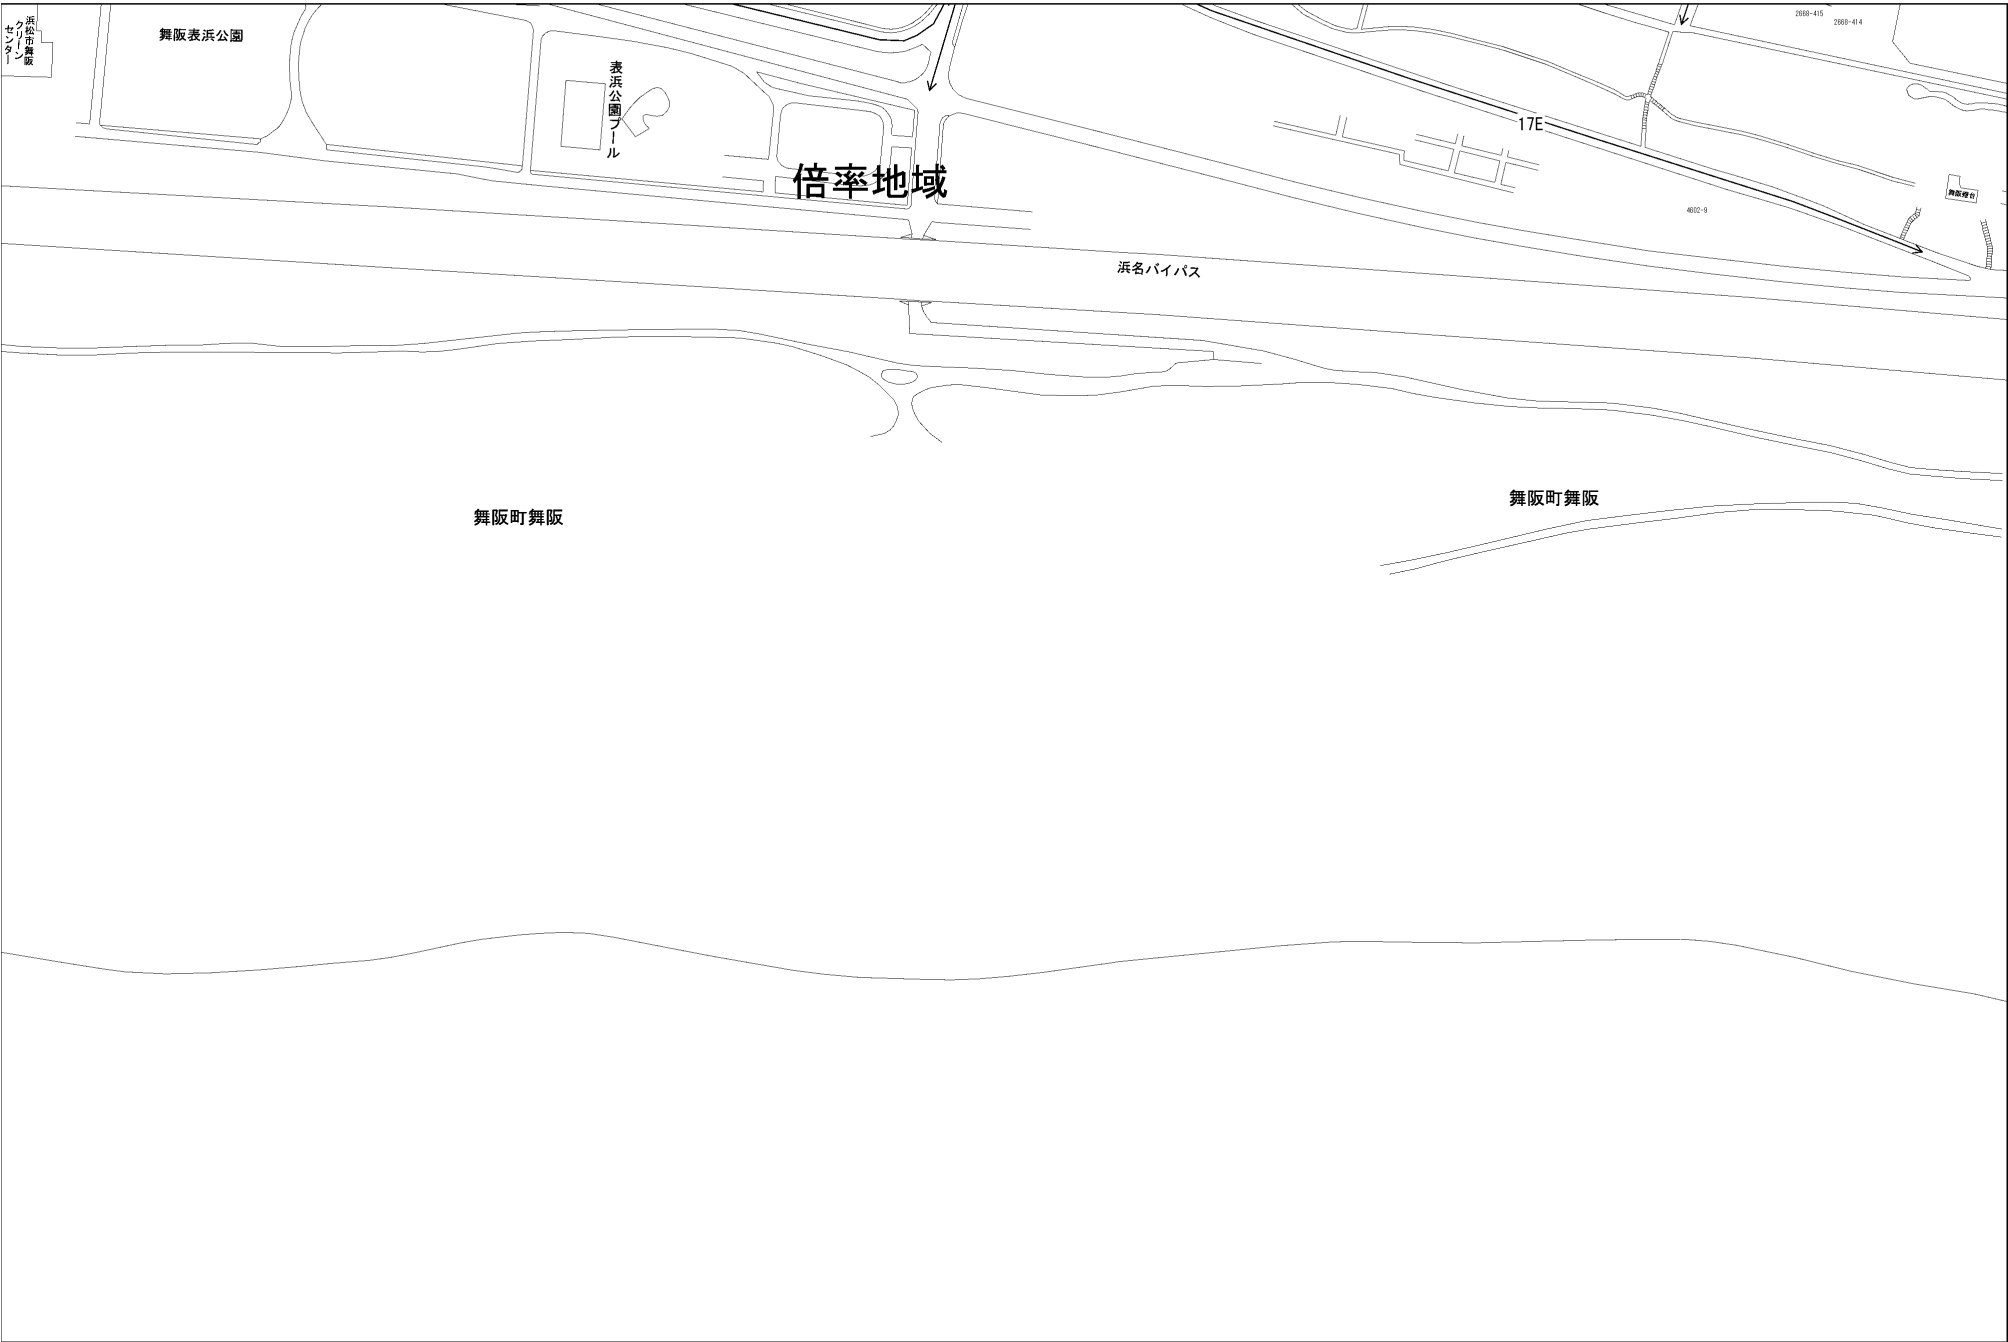 浜松市舞阪
クリーン
センター
舞阪表浜公園
表浜公園プール
倍率地域
2668-415
2668-414
17E
舞阪燈台
4602-9
浜名バイパス
舞阪町舞阪
舞阪町舞阪